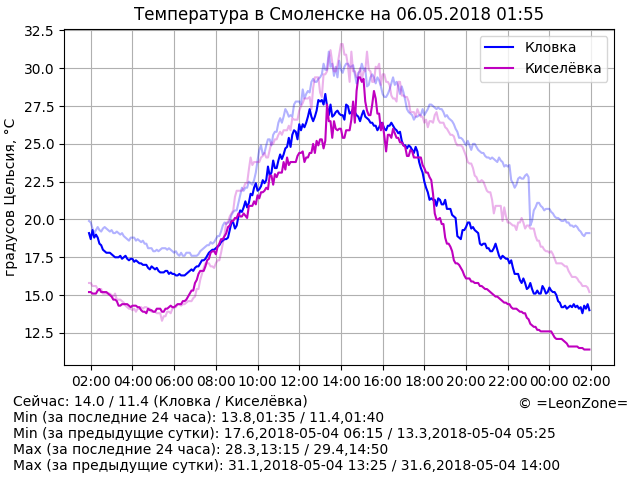 Температура в Смоленске на 06.05.2018 01:55
32.5
30.0
27.5
25.0
22.5
20.0
17.5
15.0
12.5
градусов Цельсия, °C
Кловка
Киселёвка
02:00 04:00 06:00 08:00 10:00 12:00 14:00 16:00 18:00 20:00 22:00 00:00 02:00
Сейчас: 14.0 / 11.4 (Кловка / Киселёвка)
© =LeonZone=
Min (за последние 24 часа): 13.8,01:35 / 11.4,01:40
Min (за предыдущие сутки): 17.6,2018-05-04 06:15 / 13.3,2018-05-04 05:25
Max (за последние 24 часа): 28.3,13:15 / 29.4,14:50
Max (за предыдущие сутки): 31.1,2018-05-04 13:25 / 31.6,2018-05-04 14:00